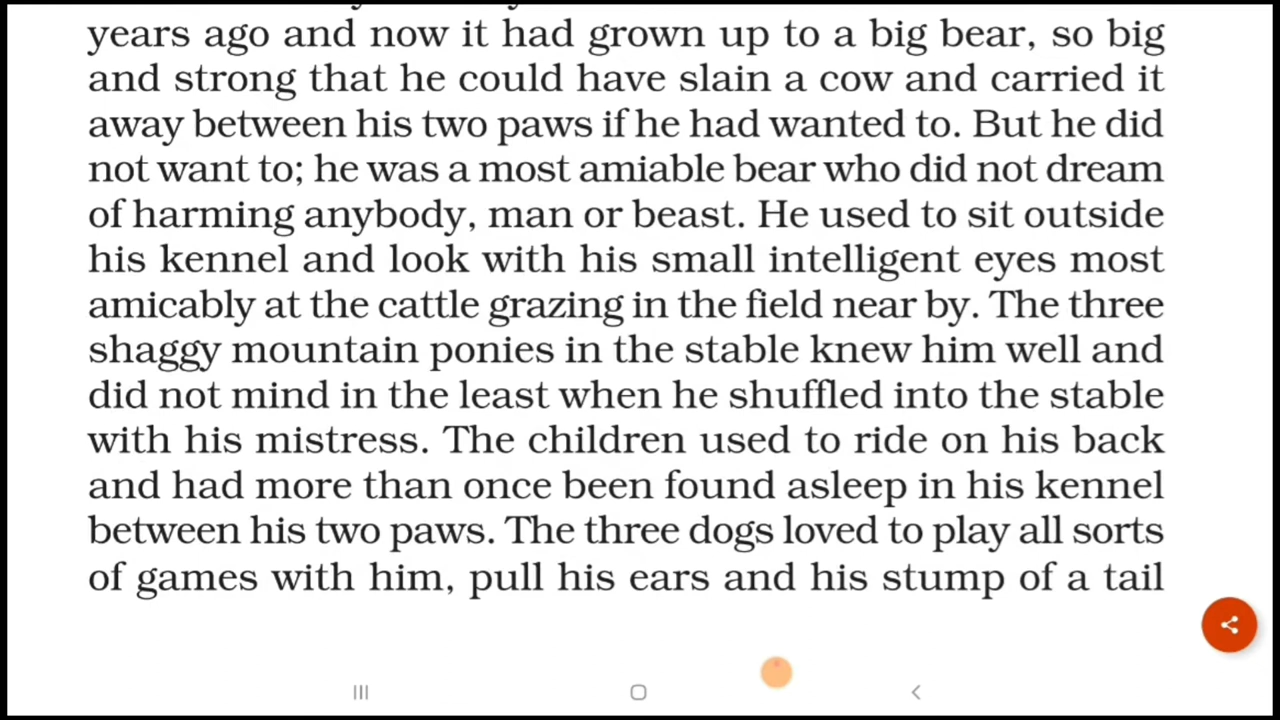 years ago and now it had grown up to a big bear, so big
and strong that he could have slain a cow and carried it
away between his two paws if he had wanted to. But he did
not want to; he was a most amiable bear who did not dream
of harming anybody, man or beast. He used to sit outside
his kennel and look with his small intelligent eyes most
amicably at the cattle grazing in the field near by. The three
shaggy mountain ponies in the stable knew him well and
did not mind in the least when he shuffled into the stable
with his mistress. The children used to ride on his back
and had more than once been found asleep in his kennel
between his two paws. The three dogs loved to play all sorts
of games with him, pull his ears and his stump of a tail